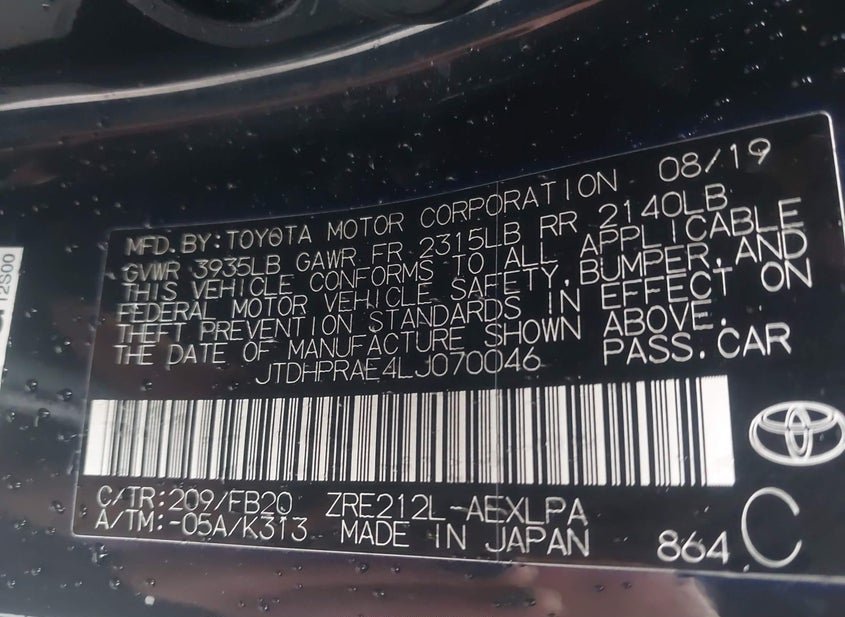 MFD.BY:TOYOTA MOTOR CORPORATION 08/19
GVWR 3935LB GAWR FR 2315LB RR 2140LB
THIS VEHICLE CONFORMS TO ALL APPLICABLE
FEDERAL MOTOR VEHICLE SAFETY,BUMPER,AND
THEFT PREVENTION STANDARDS IN EFFECT ON
THE DATE OF MANUFACTURE SHOWN ABOVE.
JTDHPRAE4LJ070046 PASS.CAR
C/TR:209/FB20 ZRE212L-AEXLPA
A/TM:-05A/K313 MADE IN JAPAN 864 C
12S00